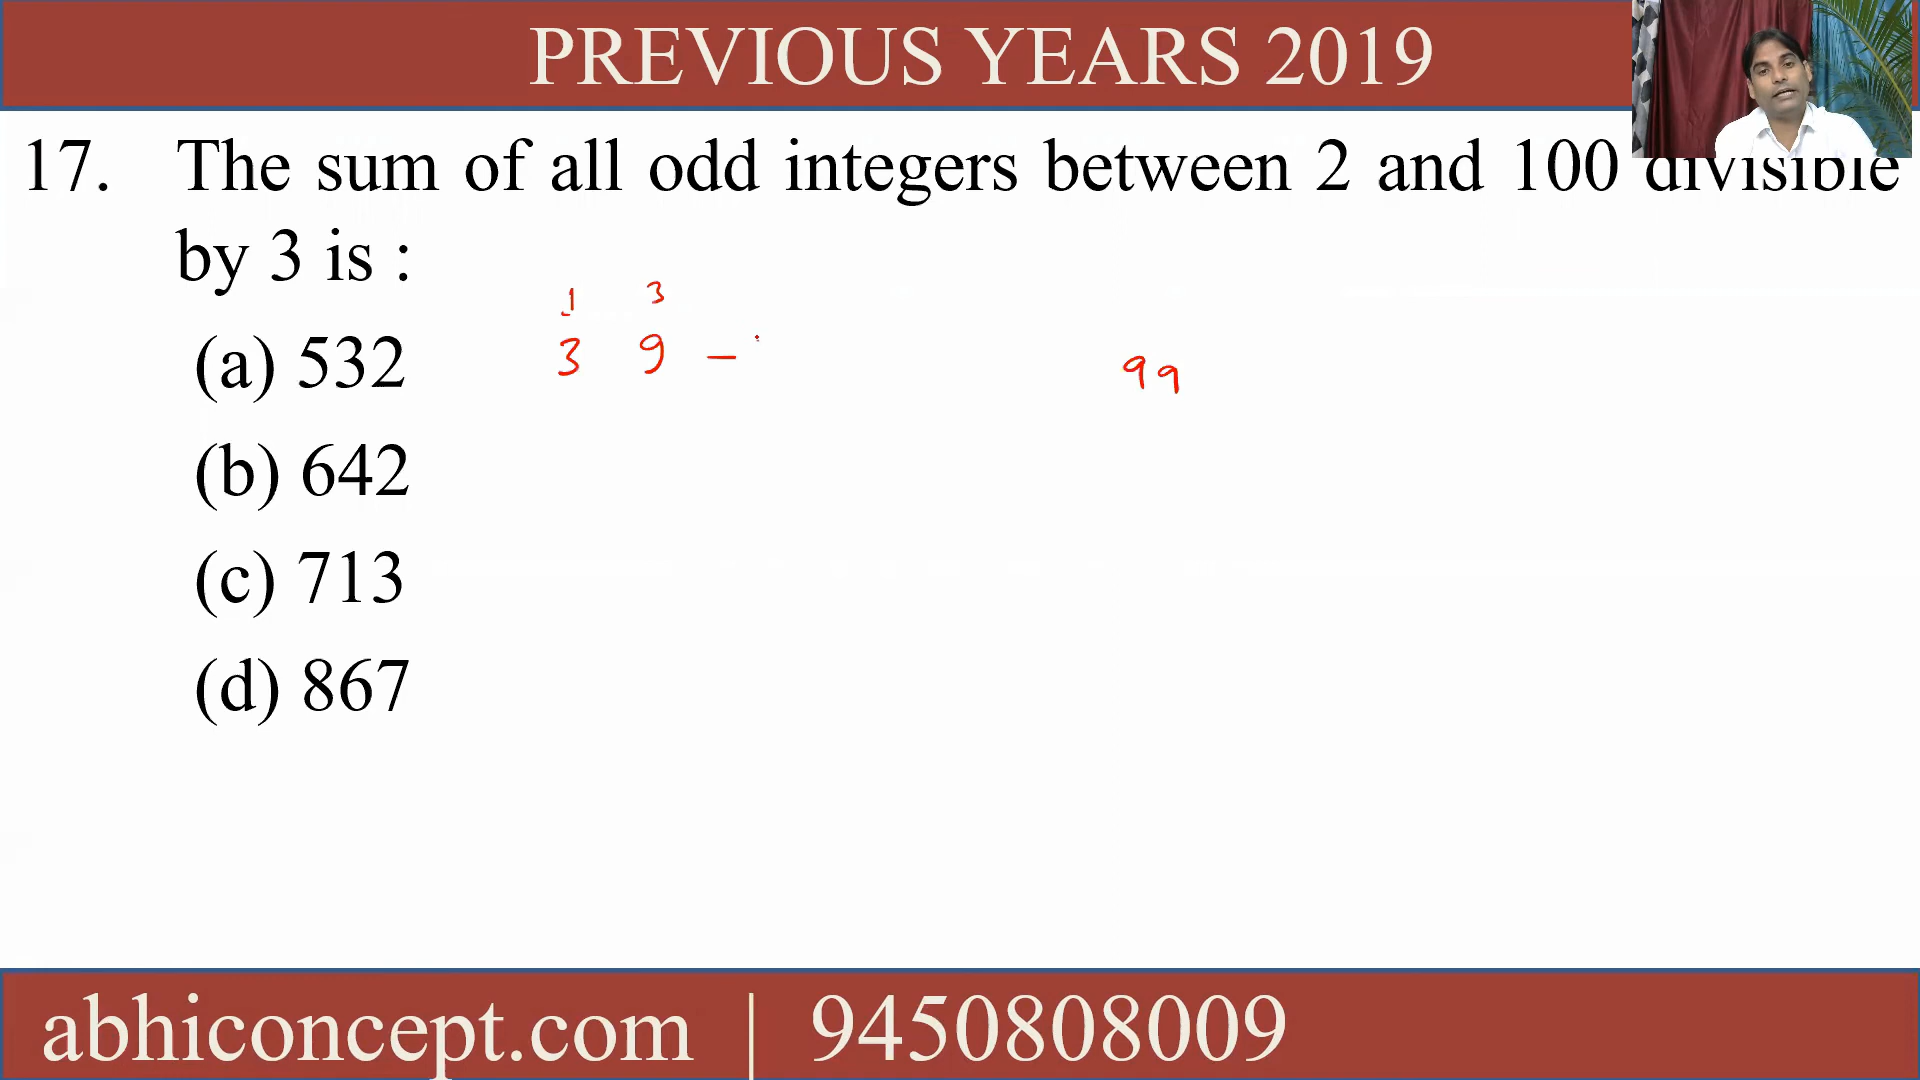 PREVIOUS YEARS 2019
17. The sum of all odd integers between 2 and 100 divisible
by 3 is :
1 3
3 9 – 99
(a) 532
(b) 642
(c) 713
(d) 867
abhiconcept.com | 9450808009